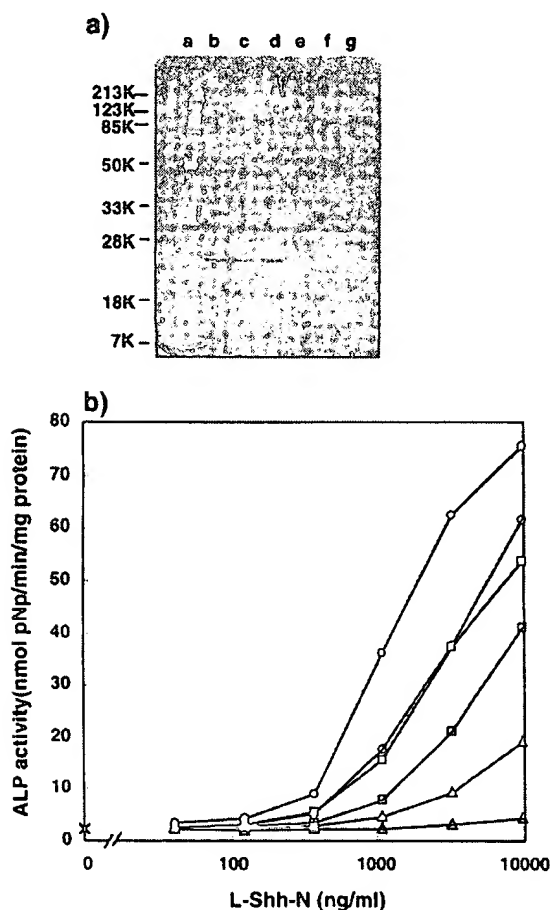 a)
a b c d e f g
213K
123K
85K
50K
33K
28K
18K
7K
b)
80
70
60
50
40
30
20
10
0
ALP activity(nmol pNp/min/mg protein)
0 100 1000 10000
L-Shh-N (ng/ml)